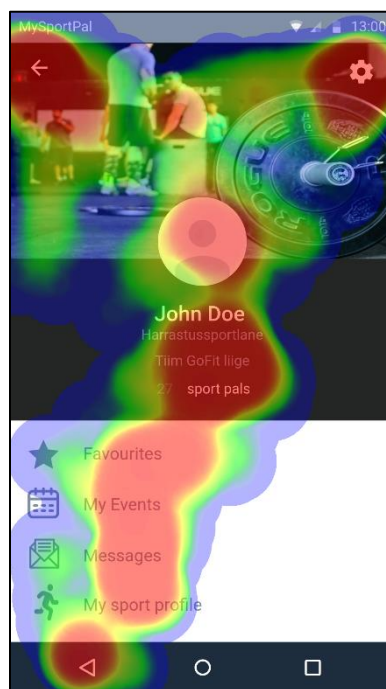 MySportPal 13:00
ROGUE
John Doe
Harrastussportlane
Tiim GoFit liige
27 sport pals
Favourites
My Events
Messages
My sport profile